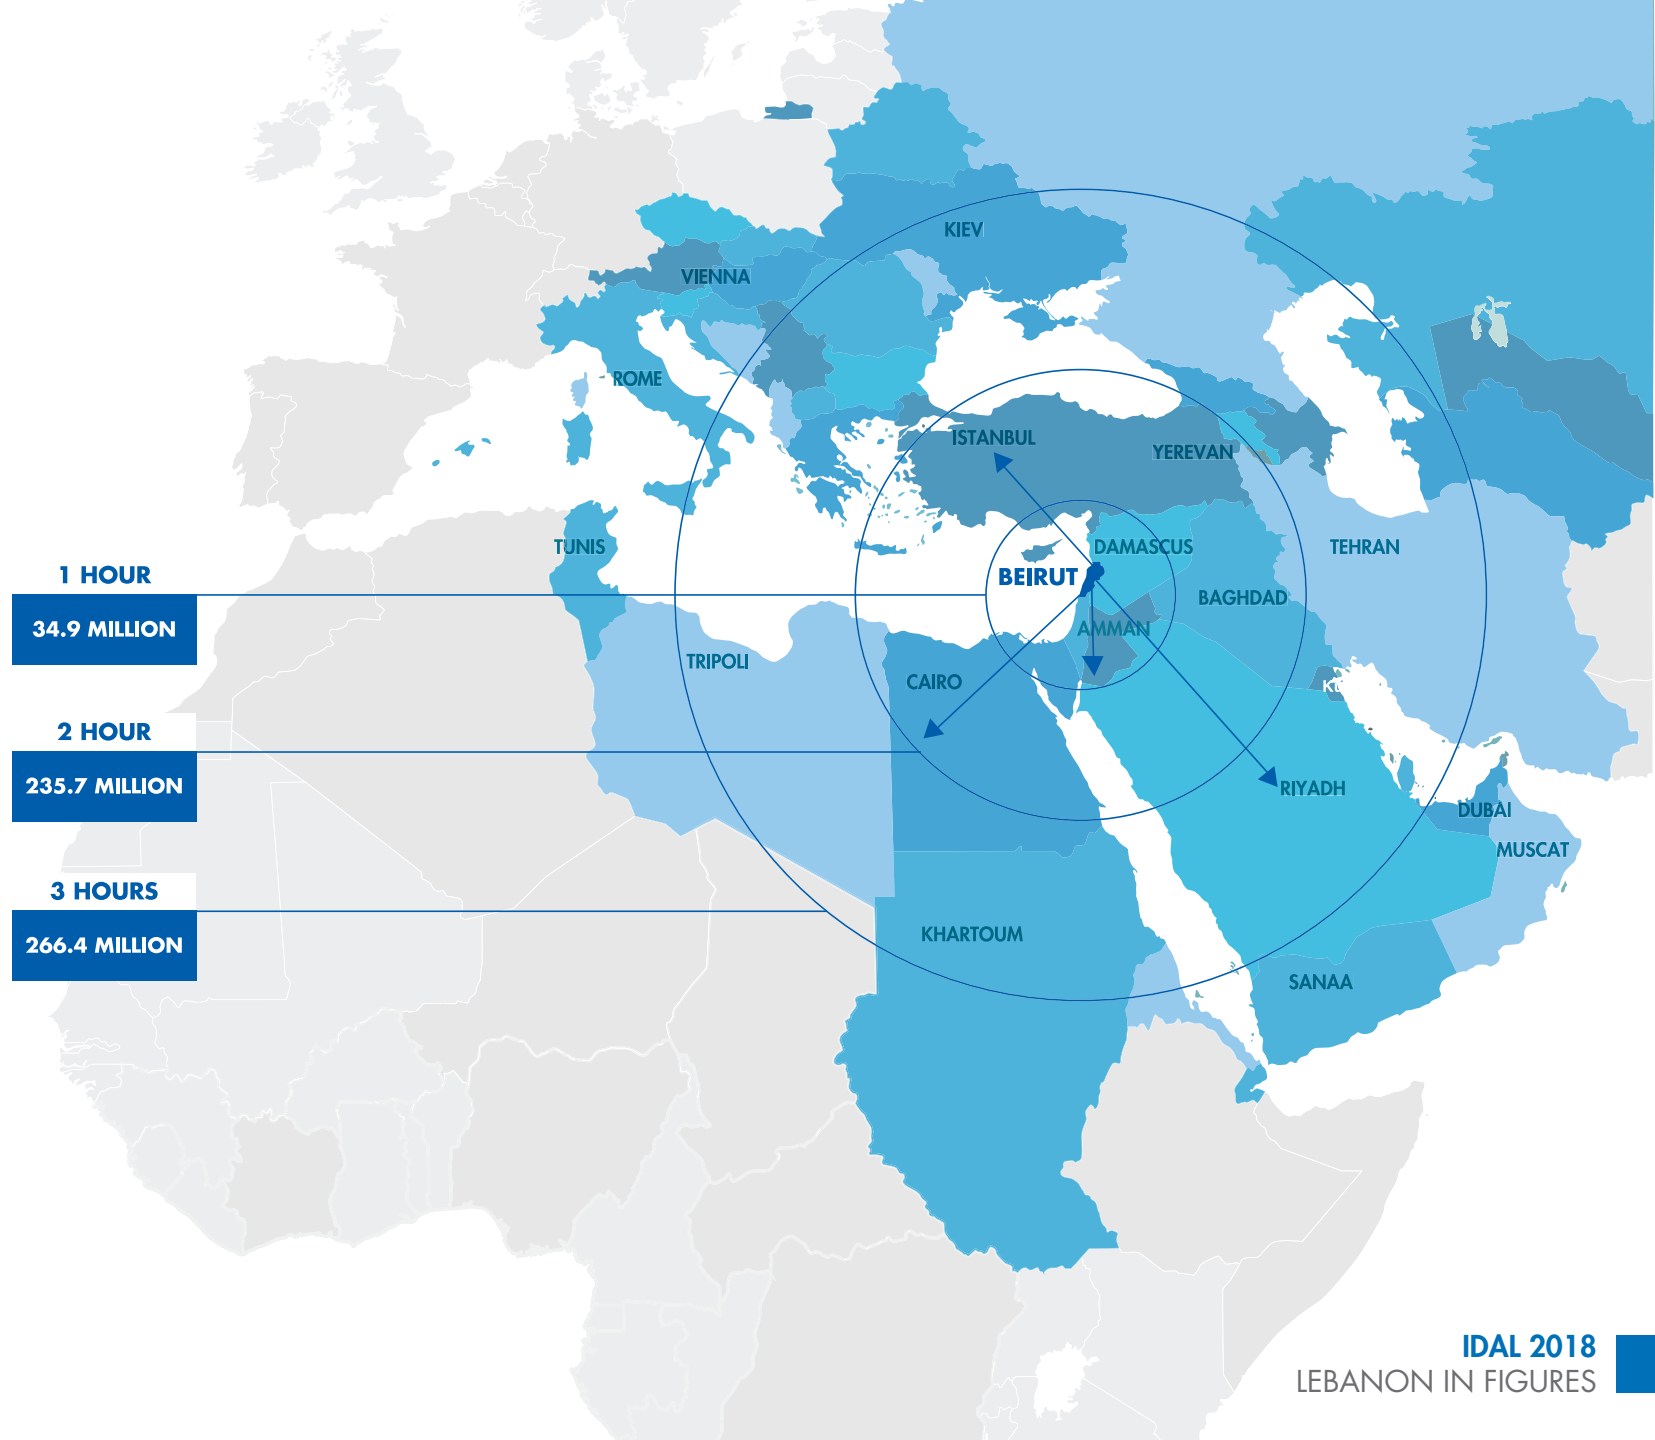 KIEV
VIENNA
ROME
ISTANBUL
YEREVAN
TUNIS
DAMASCUS
TEHRAN
1 HOUR
BEIRUT
BAGHDAD
34.9 MILLION
AMMAN
TRIPOLI
CAIRO
2 HOUR
235.7 MILLION
RIYADH
DUBAI
MUSCAT
3 HOURS
266.4 MILLION
KHARTOUM
SANAA
IDAL 2018
LEBANON IN FIGURES